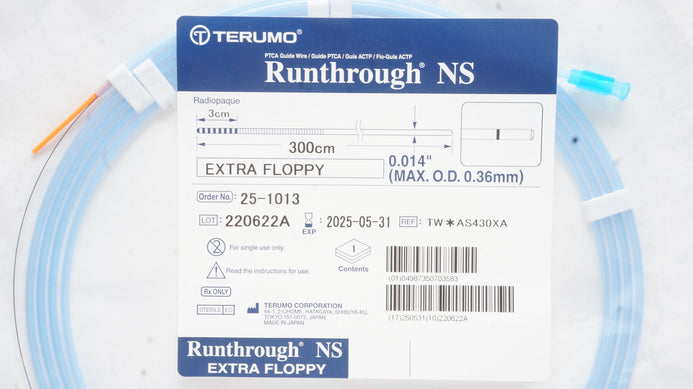 TERUMO®
PTCA Guide Wire / Guide PTCA / Guía ACTP / Fio-Guia ACTP
Runthrough® NS
Radiopaque
3cm
300cm
EXTRA FLOPPY
0.014"
(MAX. O.D. 0.36mm)
Order No. : 25-1013
LOT : 220622A
EXP : 2025-05-31
REF : TW*AS430XA
2
For single use only.
Read the instructions for use.
Rx ONLY
1
Contents
STERILE EO
TERUMO CORPORATION
44-1, 2-CHOME, HATAGAYA, SHIBUYA-KU,
TOKYO 151-0072, JAPAN
MADE IN JAPAN
(01)04987350703583
(17)250531(10)220622A
Runthrough® NS
EXTRA FLOPPY